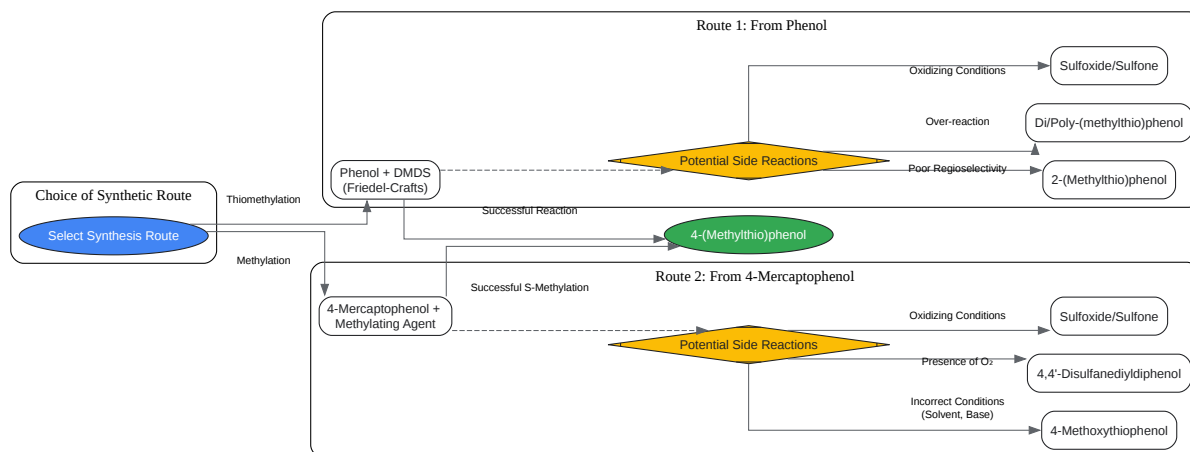 Route 1: From Phenol
Oxidizing Conditions
Sulfoxide/Sulfone
Over-reaction
Di/Poly-(methylthio)phenol
Potential Side Reactions
Poor Regioselectivity
2-(Methylthio)phenol
Phenol + DMDS
(Friedel-Crafts)
Choice of Synthetic Route
Select Synthesis Route
Thiomethylation
Methylation
Successful Reaction
4-(Methylthio)phenol
Route 2: From 4-Mercaptophenol
Successful S-Methylation
4-Mercaptophenol +
Methylating Agent
Potential Side Reactions
Oxidizing Conditions
Sulfoxide/Sulfone
Presence of O₂
4,4'-Disulfanediyldiphenol
Incorrect Conditions
(Solvent, Base)
4-Methoxythiophenol